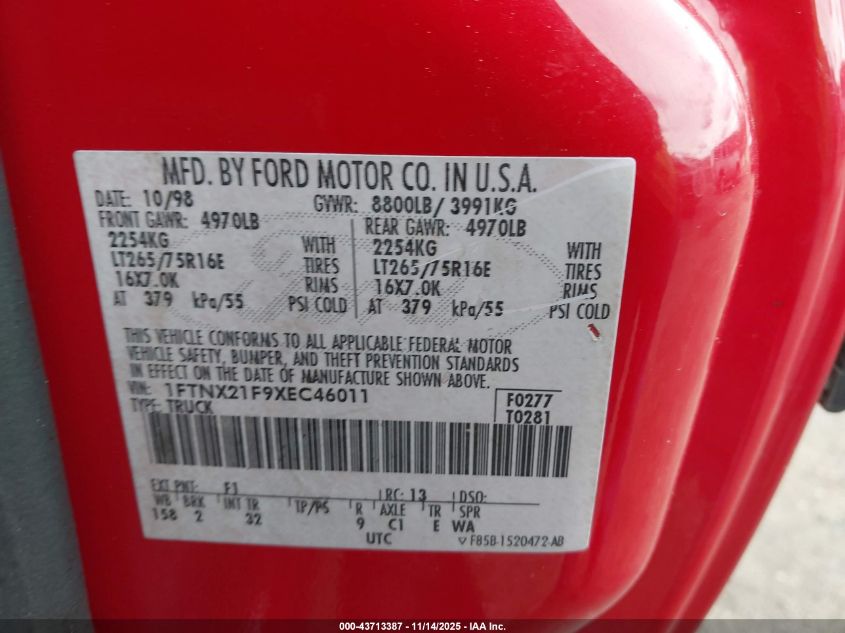 MFD. BY FORD MOTOR CO. IN U.S.A.
DATE: 10/98 GVWR: 8800LB/ 3991KG
FRONT GAWR: 4970LB REAR GAWR: 4970LB
2254KG WITH 2254KG WITH
LT265/75R16E TIRES LT265/75R16E TIRES
16X7.0K RIMS 16X7.0K RIMS
AT 379 kPa/55 PSI COLD AT 379 kPa/55 PSI COLD
THIS VEHICLE CONFORMS TO ALL APPLICABLE FEDERAL MOTOR
VEHICLE SAFETY, BUMPER, AND THEFT PREVENTION STANDARDS
IN EFFECT ON THE DATE OF MANUFACTURE SHOWN ABOVE.
VIN: 1FTNX21F9XEC46011 F0277
TYPE: TRUCK T0281
EXT PNT: F1 RC: 13 DSO:
WB BRK INT TR TP/PS R AXLE TR SPR
158 2 32 9 C1 E WA
UTC F85B-1520472-AB
000-43713387 - 11/14/2025 - IAA Inc.